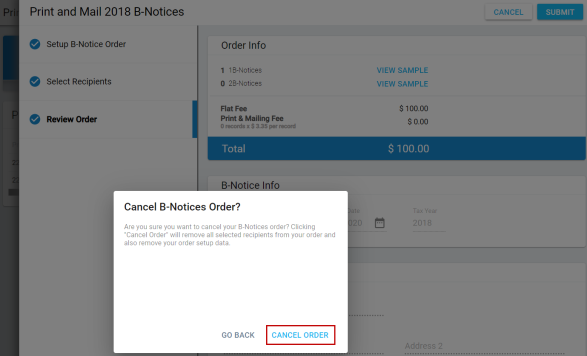 Pri
Print and Mail 2018 B-Notices
CANCEL
SUBMIT
Setup B-Notice Order
Select Recipients
Review Order
Order Info
1 1B-Notices VIEW SAMPLE
0 2B-Notices VIEW SAMPLE
Flat Fee $ 100.00
Print & Mailing Fee $ 0.00
0 records x $ 3.35 per record
Total $ 100.00
B-Notice Info
Date Tax Year
020 2018
Cancel B-Notices Order?
Are you sure you want to cancel your B-Notices order? Clicking
"Cancel Order" will remove all selected recipients from your order and
also remove your order setup data.
GO BACK CANCEL ORDER
Address 2